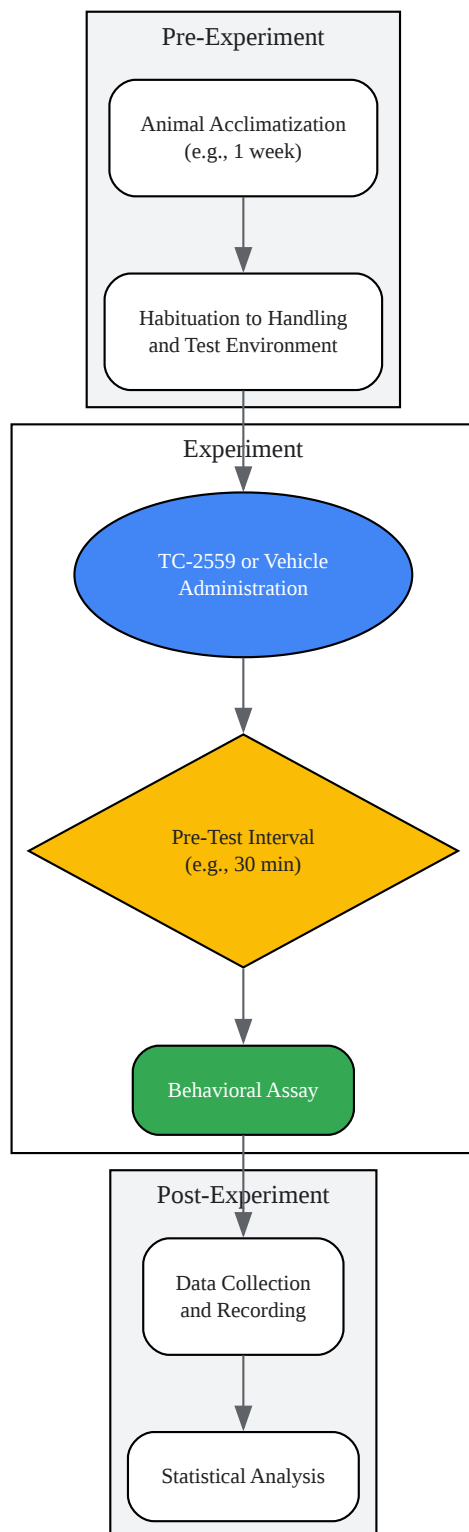 Pre-Experiment
Animal Acclimatization
(e.g., 1 week)
Habituation to Handling
and Test Environment
Experiment
TC-2559 or Vehicle
Administration
Pre-Test Interval
(e.g., 30 min)
Behavioral Assay
Post-Experiment
Data Collection
and Recording
Statistical Analysis